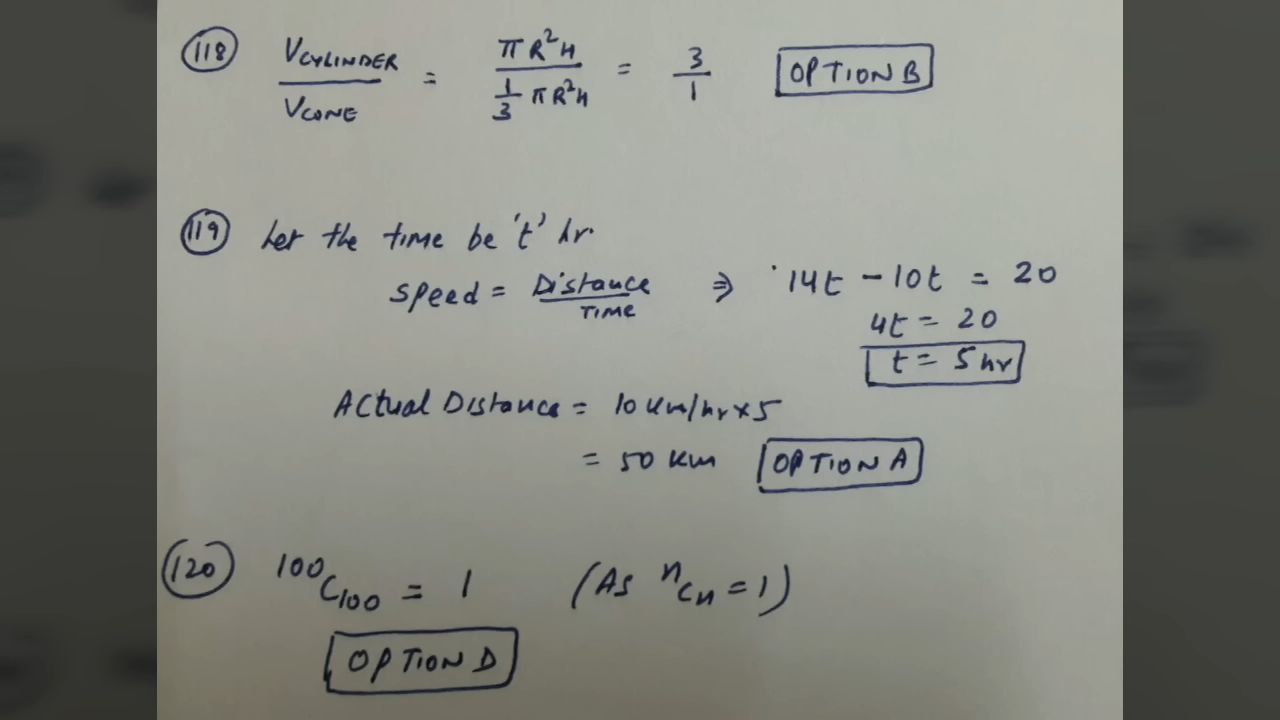 118 V CYLINDER / V CONE = πR²H / 1/3 πR²H = 3/1 OPTION B
119 Let the time be 't' hr.
Speed = Distance / Time ⇒ 14t - 10t = 20
4t = 20
t = 5 hr
Actual Distance = 10 Km/hr x 5
= 50 Km OPTION A
120 ¹⁰⁰C₁₀₀ = 1 (As ⁿCₙ = 1)
OPTION D